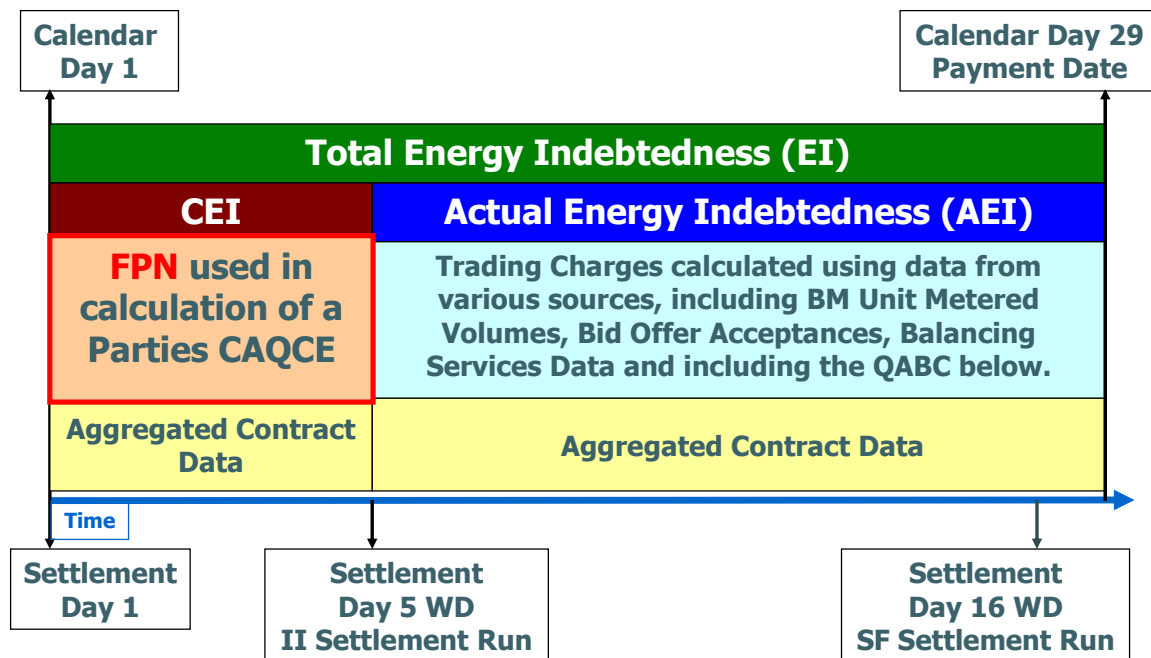 Calendar
Day 1
Calendar Day 29
Payment Date
Total Energy Indebtedness (EI)
CEI
Actual Energy Indebtedness (AEI)
FPN used in
calculation of a
Parties CAQCE
Trading Charges calculated using data from
various sources, including BM Unit Metered
Volumes, Bid Offer Acceptances, Balancing
Services Data and including the QABC below.
Aggregated Contract
Data
Aggregated Contract Data
Time
Settlement
Day 1
Settlement
Day 5 WD
II Settlement Run
Settlement
Day 16 WD
SF Settlement Run